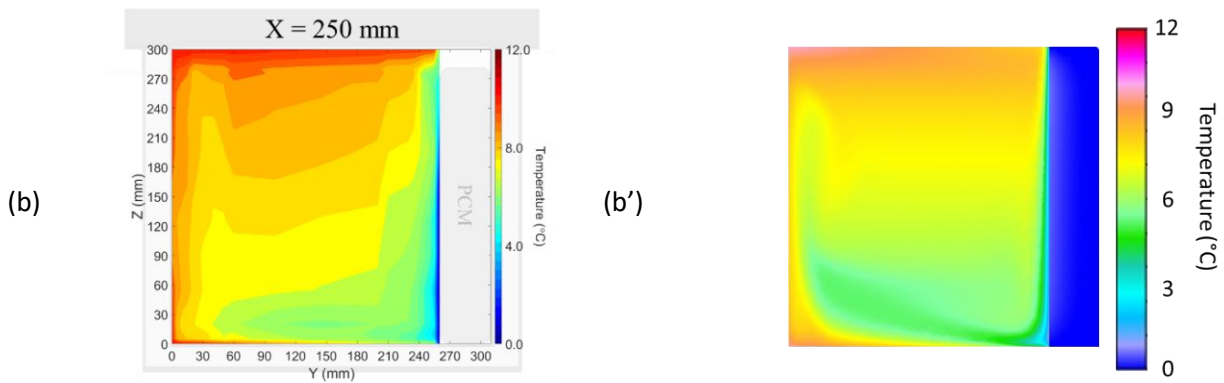 X = 250 mm
(b)
Z (mm)
300
270
240
210
180
150
120
90
60
30
0
0 30 60 90 120 150 180 210 240 270 300
Y (mm)
PCM
12.0
8.0
4.0
0.0
Temperature (°C)
(b’)
12
9
6
3
0
Temperature (°C)